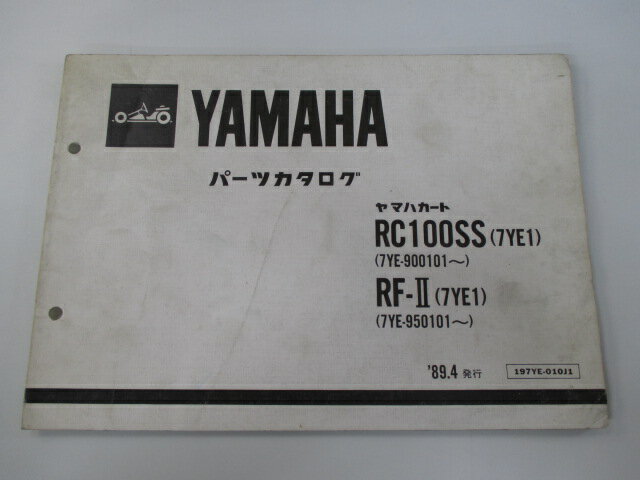 YAMAHA
パーツカタログ
ヤマハカート
RC100SS(7YE1)
(7YE-900101～)
RF-II(7YE1)
(7YE-950101～)
'89.4 発行
197YE-010J1